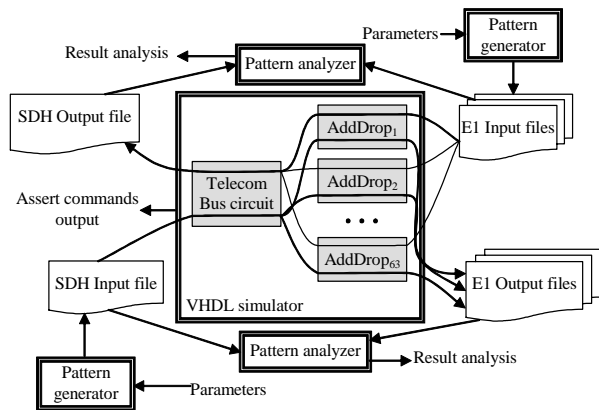 Parameters
Pattern
generator
Result analysis
Pattern analyzer
SDH Output file
E1 Input files
AddDrop1
Telecom
Bus circuit
AddDrop2
Assert commands
output
• • •
AddDrop63
SDH Input file
E1 Output files
VHDL simulator
Pattern analyzer
Result analysis
Pattern
generator
Parameters